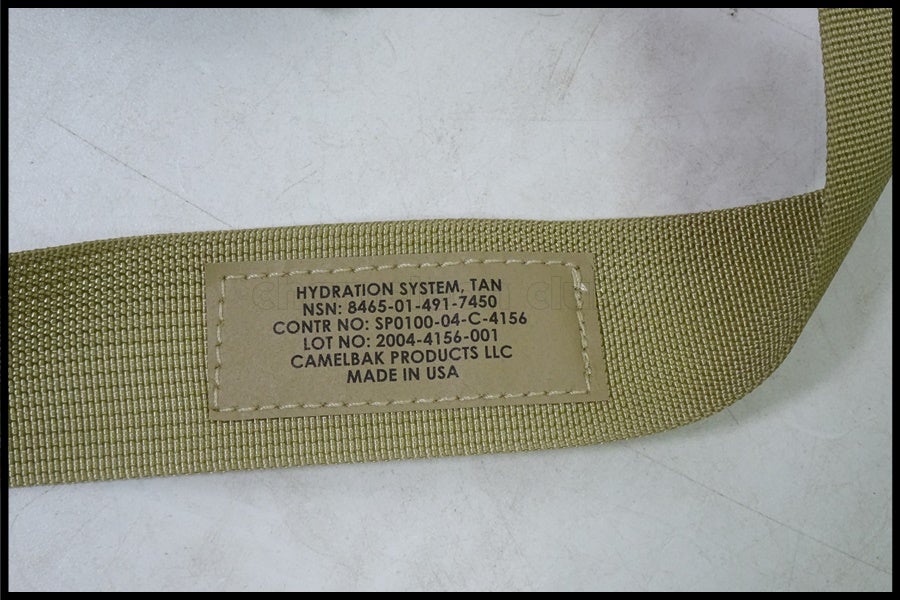 HYDRATION SYSTEM, TAN
NSN: 8465-01-491-7450
CONTR NO: SP0100-04-C-4156
LOT NO: 2004-4156-001
CAMELBAK PRODUCTS LLC
MADE IN USA